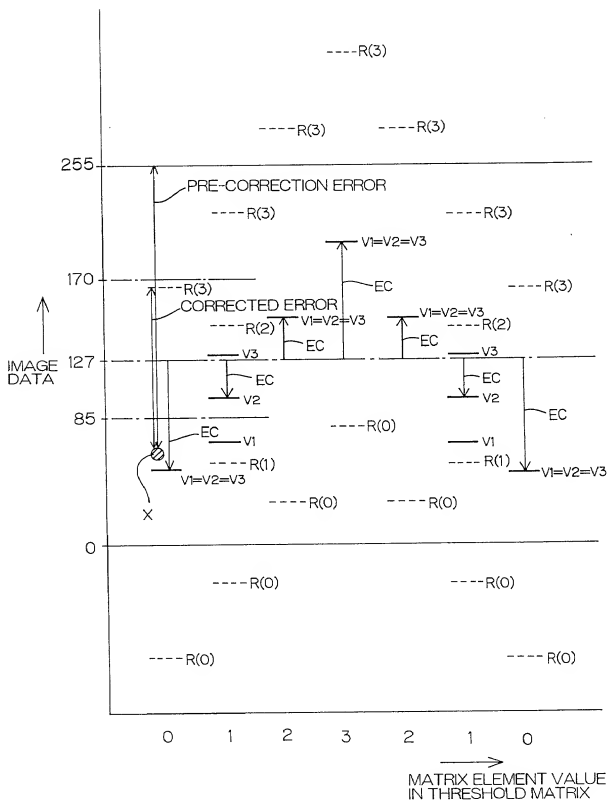 R(3)
R(3) R(3)
255
PRE-CORRECTION ERROR
R(3) R(3)
V1=V2=V3
170
R(3) EC R(3)
CORRECTED ERROR
V1=V2=V3 V1=V2=V3
R(2) R(2)
EC EC
V3 V3
IMAGE
DATA
127
EC EC
V2 V2
85
EC R(0) EC
V1 V1
R(1) R(1)
V1=V2=V3 V1=V2=V3
X
R(0) R(0)
0
R(0) R(0)
R(0) R(0)
0 1 2 3 2 1 0
MATRIX ELEMENT VALUE
IN THRESHOLD MATRIX